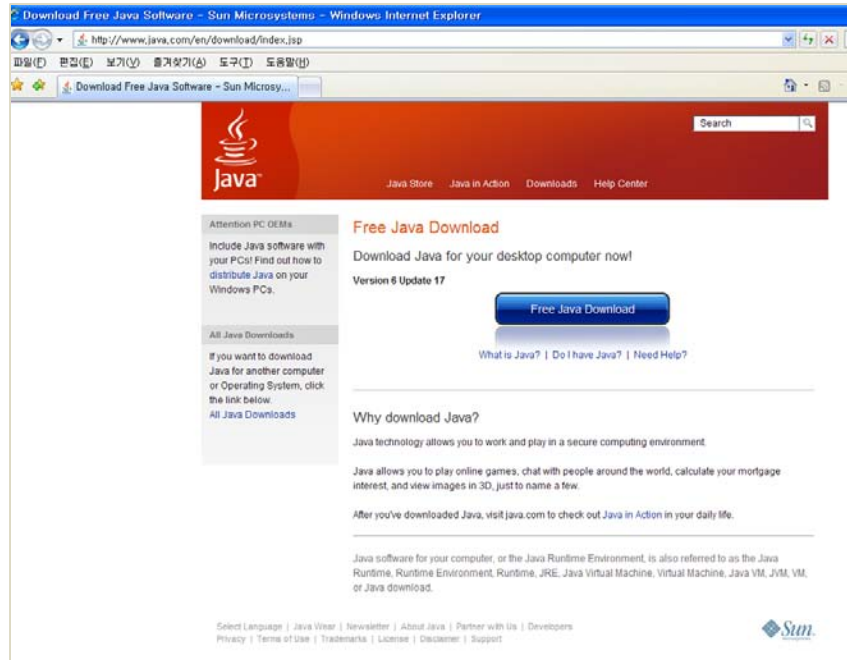 Download Free Java Software - Sun Microsystems - Windows Internet Explorer
http://www.java.com/en/download/index.jsp
파일(F) 편집(E) 보기(V) 즐겨찾기(A) 도구(T) 도움말(H)
Download Free Java Software - Sun Microsy...
Java
Search
Java Store Java in Action Downloads Help Center
Attention PC OEMs
Include Java software with
your PCs! Find out how to
distribute Java on your
Windows PCs.
All Java Downloads
If you want to download
Java for another computer
or Operating System, click
the link below.
All Java Downloads
Free Java Download
Download Java for your desktop computer now!
Version 6 Update 17
Free Java Download
What is Java? | Do I have Java? | Need Help?
Why download Java?
Java technology allows you to work and play in a secure computing environment.
Java allows you to play online games, chat with people around the world, calculate your mortgage
interest, and view images in 3D, just to name a few.
After you've downloaded Java, visit java.com to check out Java in Action in your daily life.
Java software for your computer, or the Java Runtime Environment, is also referred to as the Java
Runtime, Runtime Environment, Runtime, JRE, Java Virtual Machine, Virtual Machine, Java VM, JVM, VM,
or Java download.
Select Language | Java Wear | Newsletter | About Java | Partner with Us | Developers
Privacy | Terms of Use | Trademarks | License | Disclaimer | Support
Sun